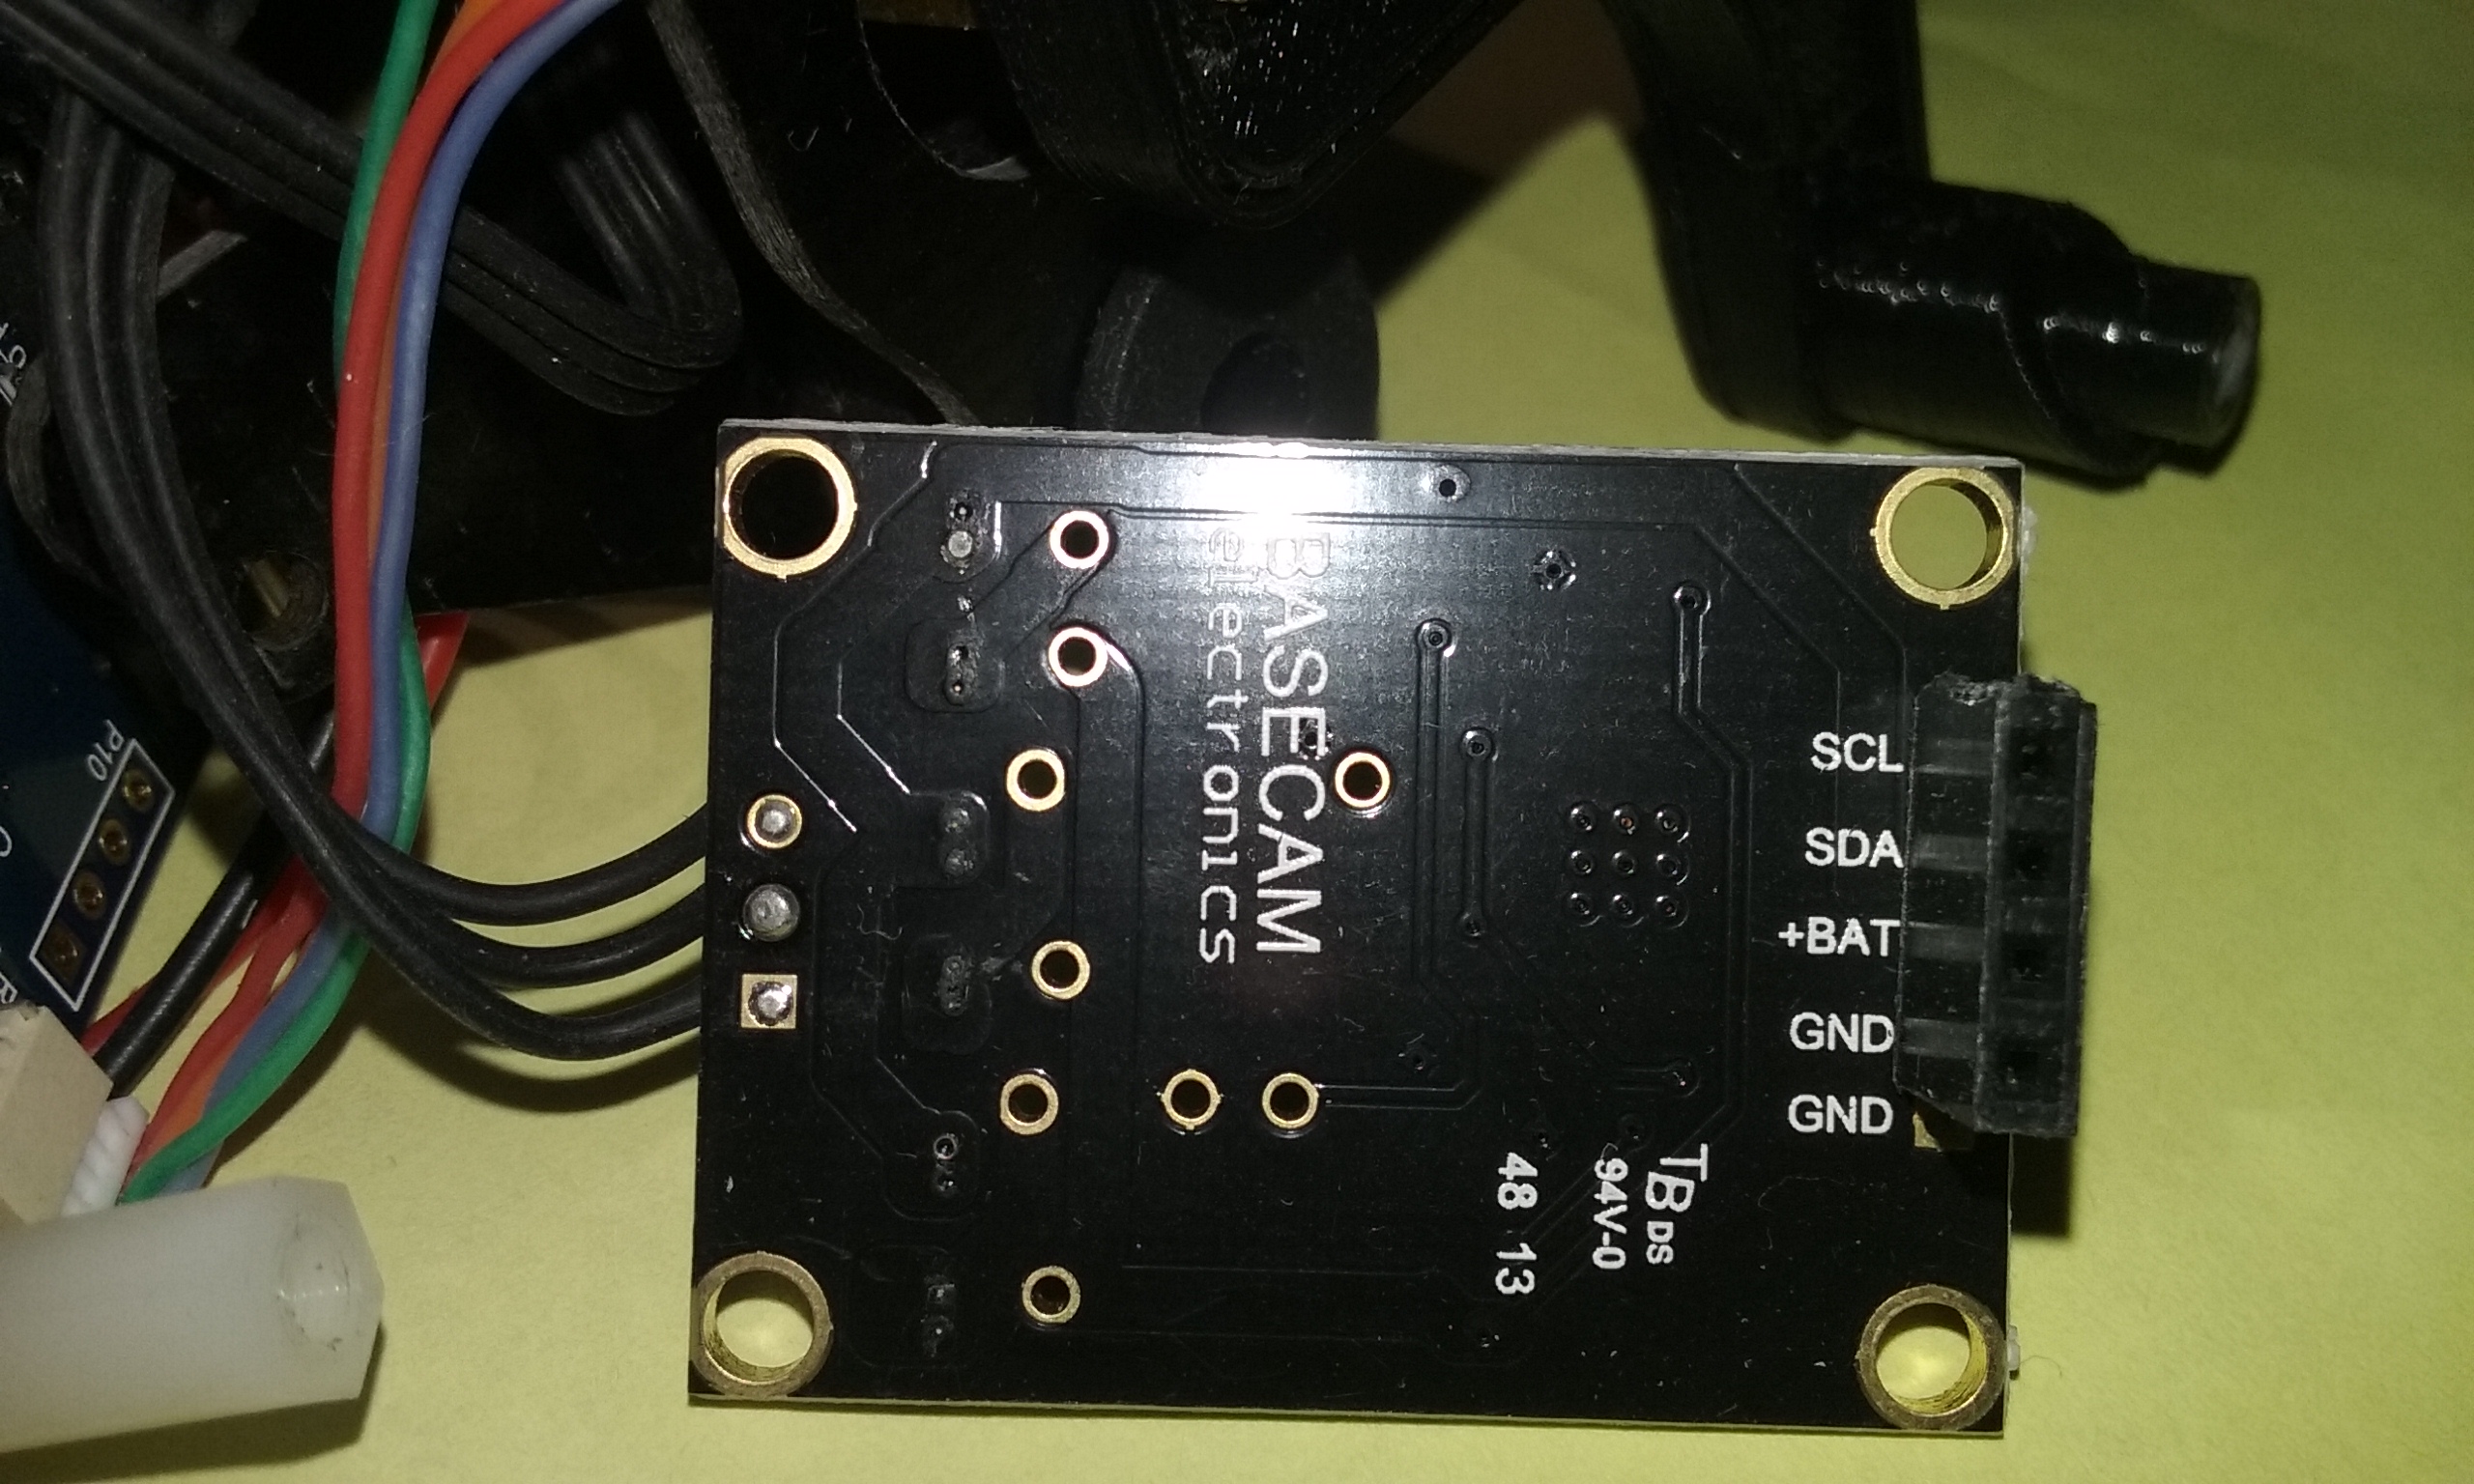 BASECAM
electronics
SCL
SDA
+BAT
GND
GND
TB DS
94V-0
48 13
P10